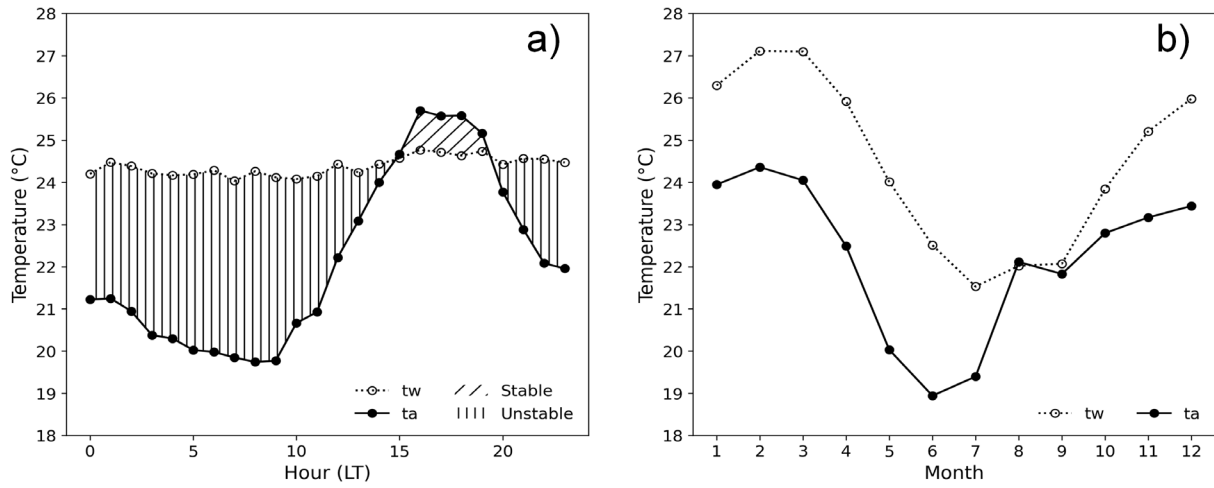 a)
Temperature (°C)
28
27
26
25
24
23
22
21
20
19
18
tw
Stable
ta
Unstable
0 5 10 15 20
Hour (LT)
b)
Temperature (°C)
28
27
26
25
24
23
22
21
20
19
18
tw ta
1 2 3 4 5 6 7 8 9 10 11 12
Month